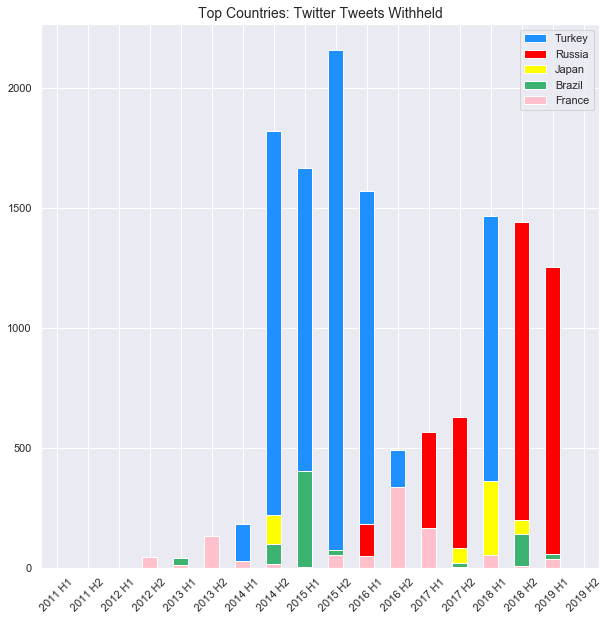 Top Countries: Twitter Tweets Withheld
Turkey
Russia
Japan
Brazil
France
2000
1500
1000
500
0
2011 H1
2011 H2
2012 H1
2012 H2
2013 H1
2013 H2
2014 H1
2014 H2
2015 H1
2015 H2
2016 H1
2016 H2
2017 H1
2017 H2
2018 H1
2018 H2
2019 H1
2019 H2